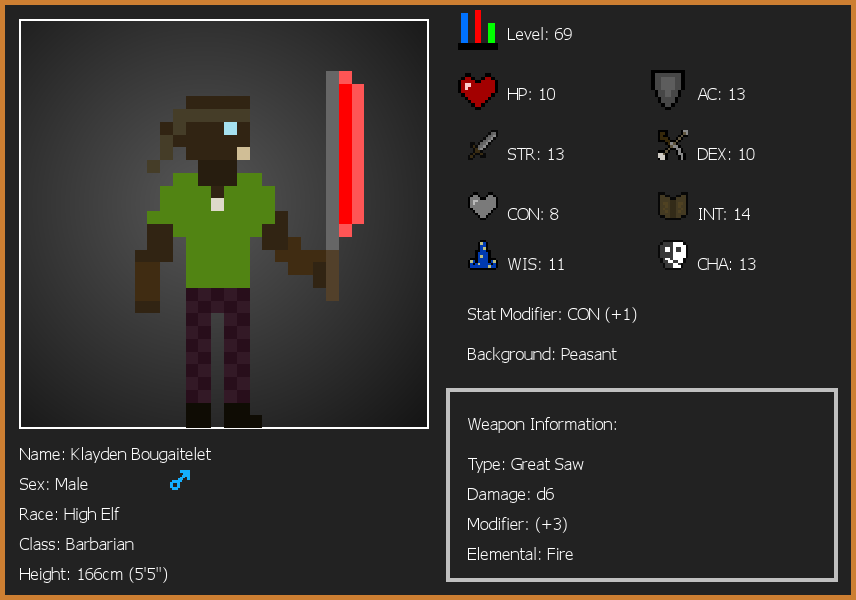 Level: 69
HP: 10
AC: 13
STR: 13
DEX: 10
CON: 8
INT: 14
WIS: 11
CHA: 13
Stat Modifier: CON (+1)
Background: Peasant
Weapon Information:
Type: Great Saw
Damage: d6
Modifier: (+3)
Elemental: Fire
Name: Klayden Bougaitelet
Sex: Male
Race: High Elf
Class: Barbarian
Height: 166cm (5'5")